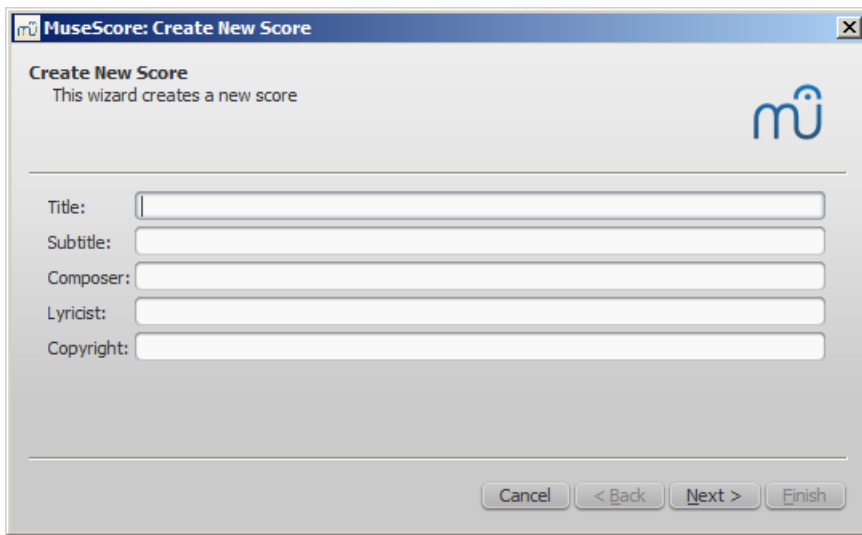 MuseScore: Create New Score
Create New Score
This wizard creates a new score
Title:
Subtitle:
Composer:
Lyricist:
Copyright:
Cancel < Back Next > Finish